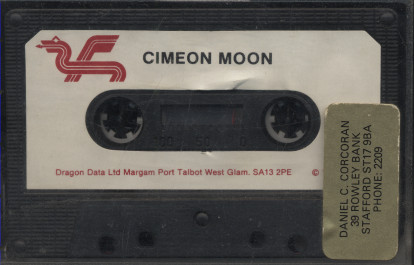 CIMEON MOON
Dragon Data Ltd Margam Port Talbot West Glam. SA13 2PE ©
DANIEL C. CORCORAN
39 ROWLEY BANK
STAFFORD ST17 9BA
PHONE: 2209